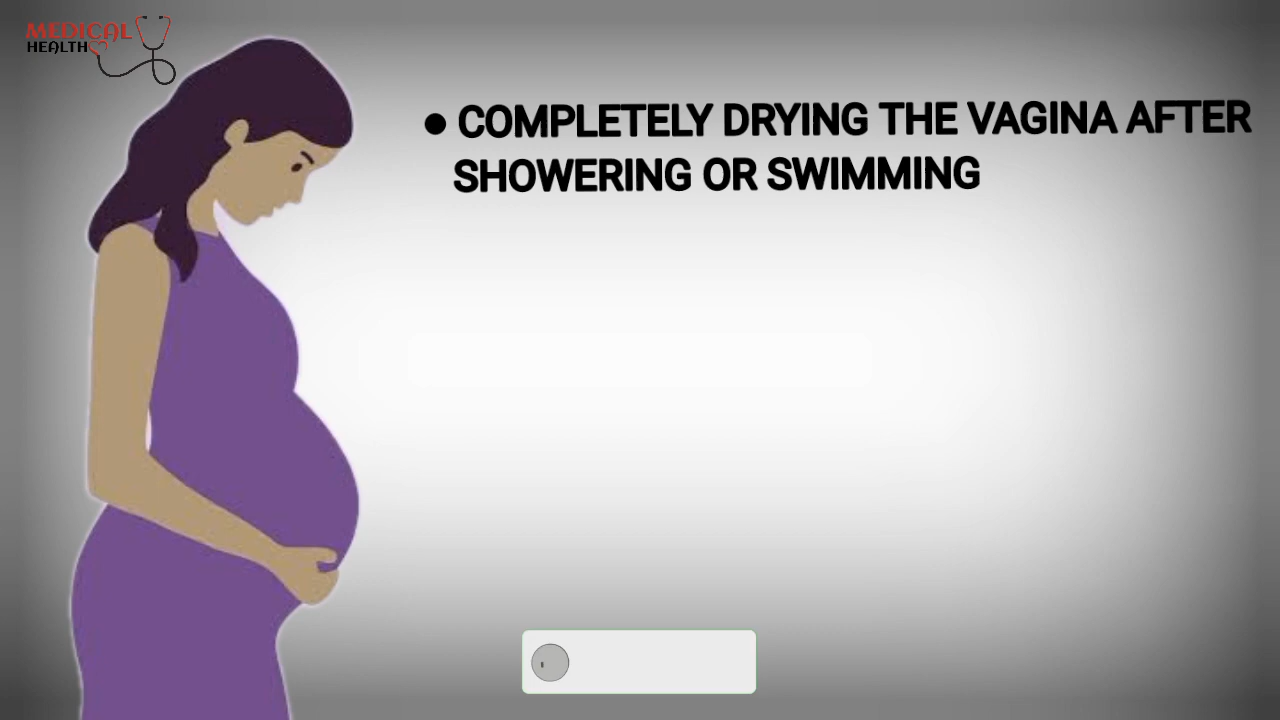 MEDICAL
HEALTH
• COMPLETELY DRYING THE VAGINA AFTER
SHOWERING OR SWIMMING